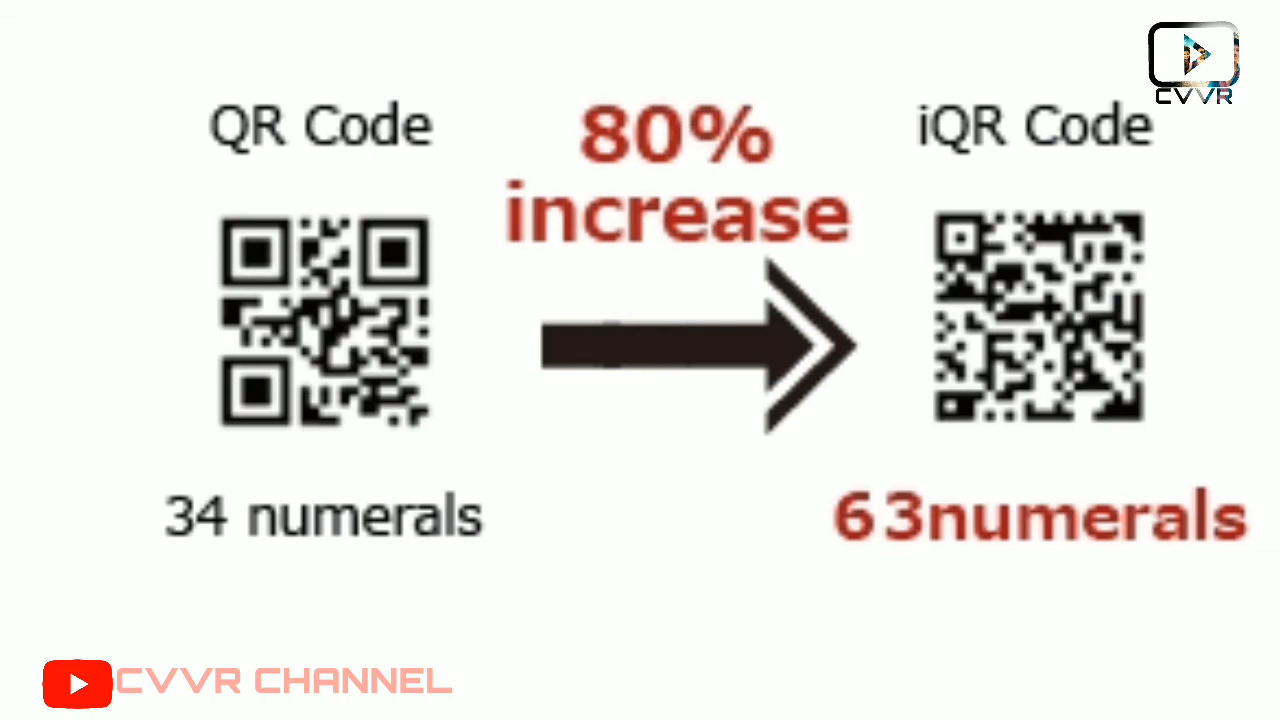 CVVR
QR Code
80%
increase
iQR Code
34 numerals
63numerals
CVVR CHANNEL